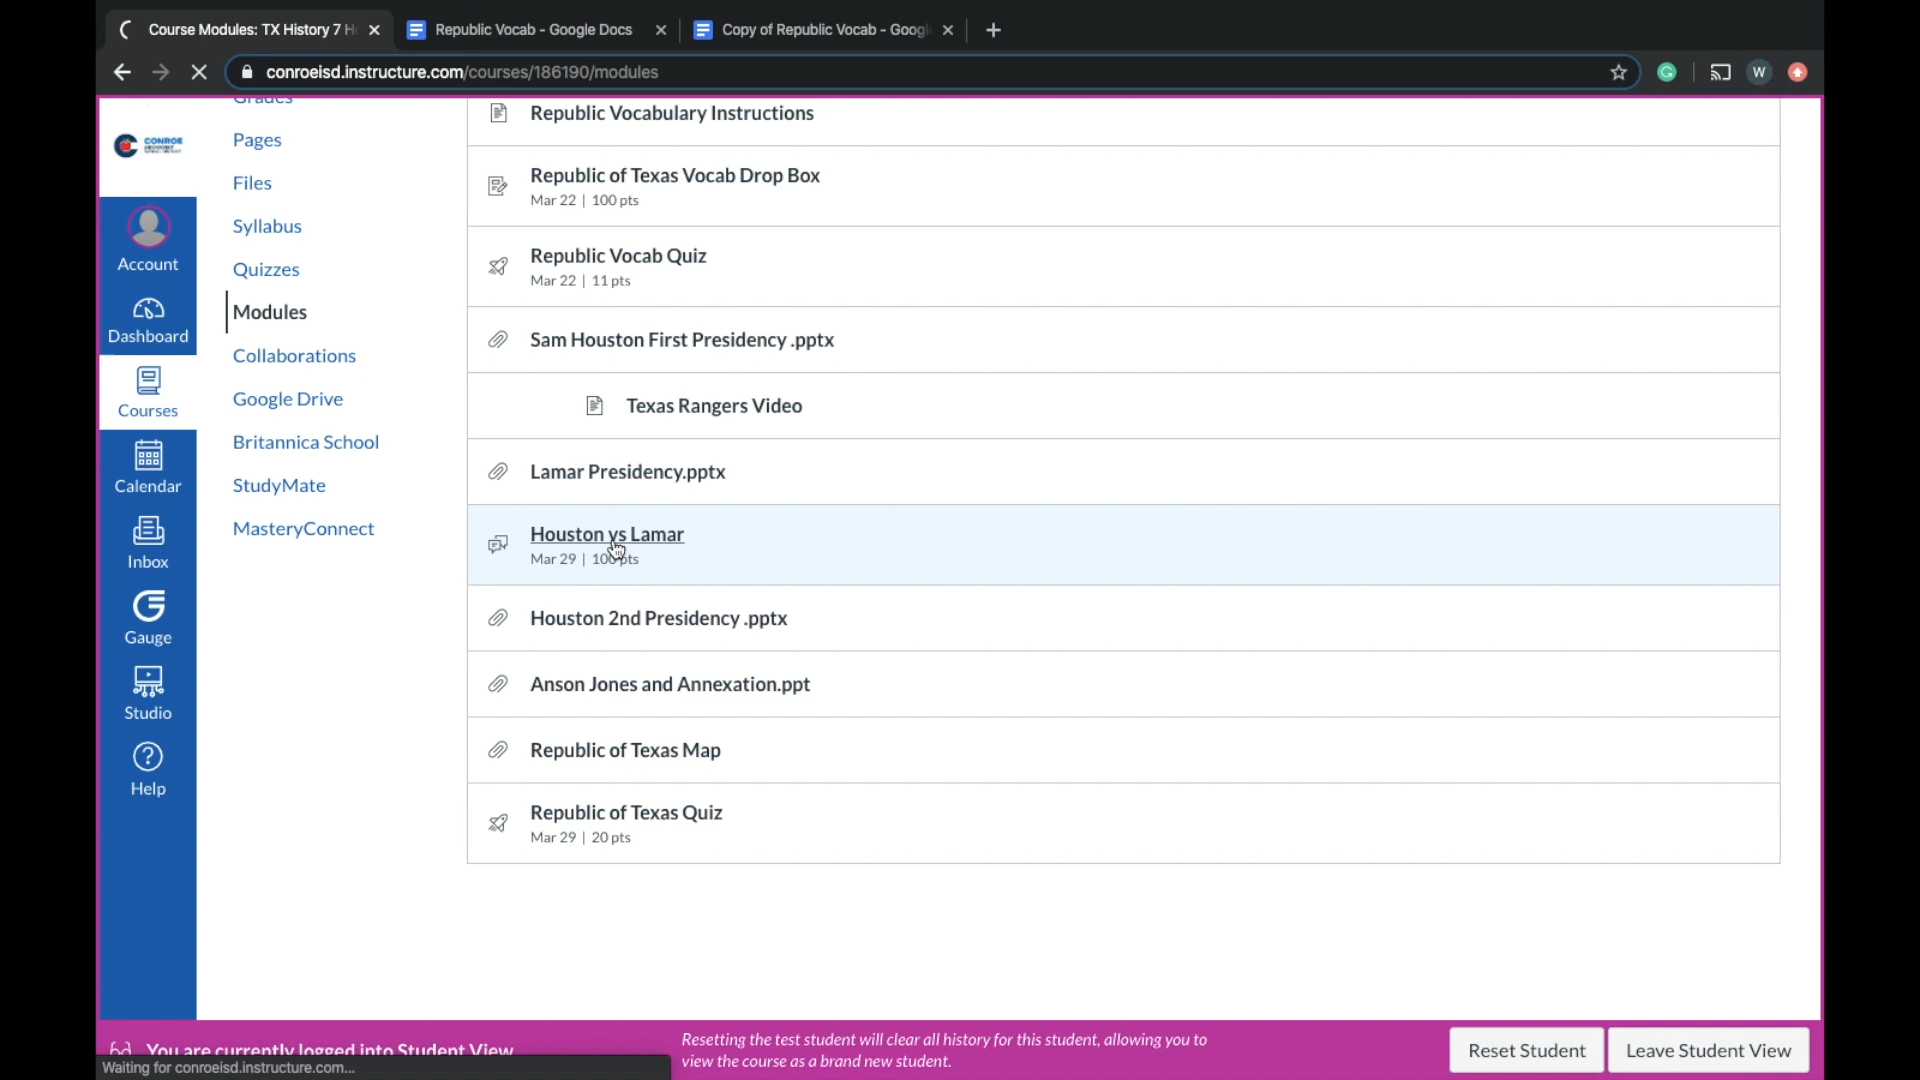 Course Modules: TX History 7 H
Republic Vocab - Google Docs
Copy of Republic Vocab - Googl
conroeisd.instructure.com/courses/186190/modules
W
CONROE
Account
Dashboard
Courses
Calendar
Inbox
Gauge
Studio
Help
Grades
Pages
Files
Syllabus
Quizzes
Modules
Collaborations
Google Drive
Britannica School
StudyMate
MasteryConnect
Republic Vocabulary Instructions
Republic of Texas Vocab Drop Box
Mar 22 | 100 pts
Republic Vocab Quiz
Mar 22 | 11 pts
Sam Houston First Presidency .pptx
Texas Rangers Video
Lamar Presidency.pptx
Houston vs Lamar
Mar 29 | 100 pts
Houston 2nd Presidency .pptx
Anson Jones and Annexation.ppt
Republic of Texas Map
Republic of Texas Quiz
Mar 29 | 20 pts
You are currently logged into Student View
Waiting for conroeisd.instructure.com...
Resetting the test student will clear all history for this student, allowing you to
view the course as a brand new student.
Reset Student
Leave Student View